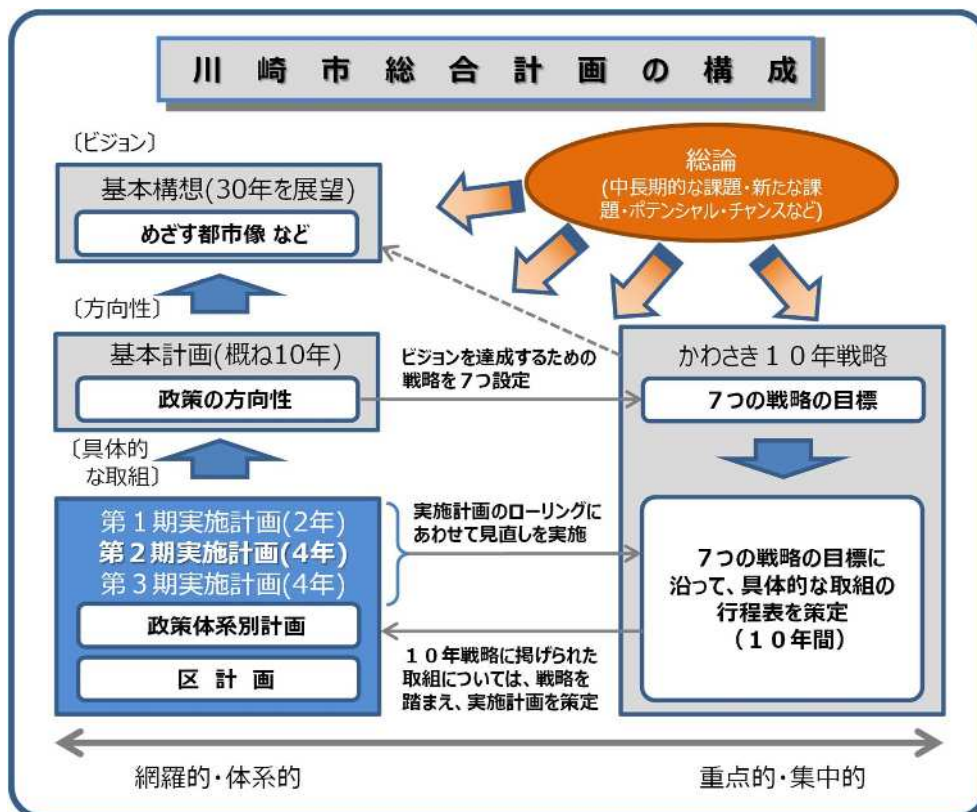 川崎市総合計画の構成
〔ビジョン〕
基本構想(30年を展望)
めざす都市像 など
総論
(中長期的な課題・新たな課
題・ポテンシャル・チャンスなど)
〔方向性〕
基本計画(概ね10年)
政策の方向性
ビジョンを達成するための
戦略を７つ設定
かわさき１０年戦略
７つの戦略の目標
〔具体的
な取組〕
第１期実施計画(2年)
第２期実施計画(4年)
第３期実施計画(4年)
政策体系別計画
区 計 画
実施計画のローリングに
あわせて見直しを実施
１０年戦略に掲げられた
取組については、戦略を
踏まえ、実施計画を策定
７つの戦略の目標に
沿って、具体的な取組の
行程表を策定
（１０年間）
網羅的・体系的
重点的・集中的